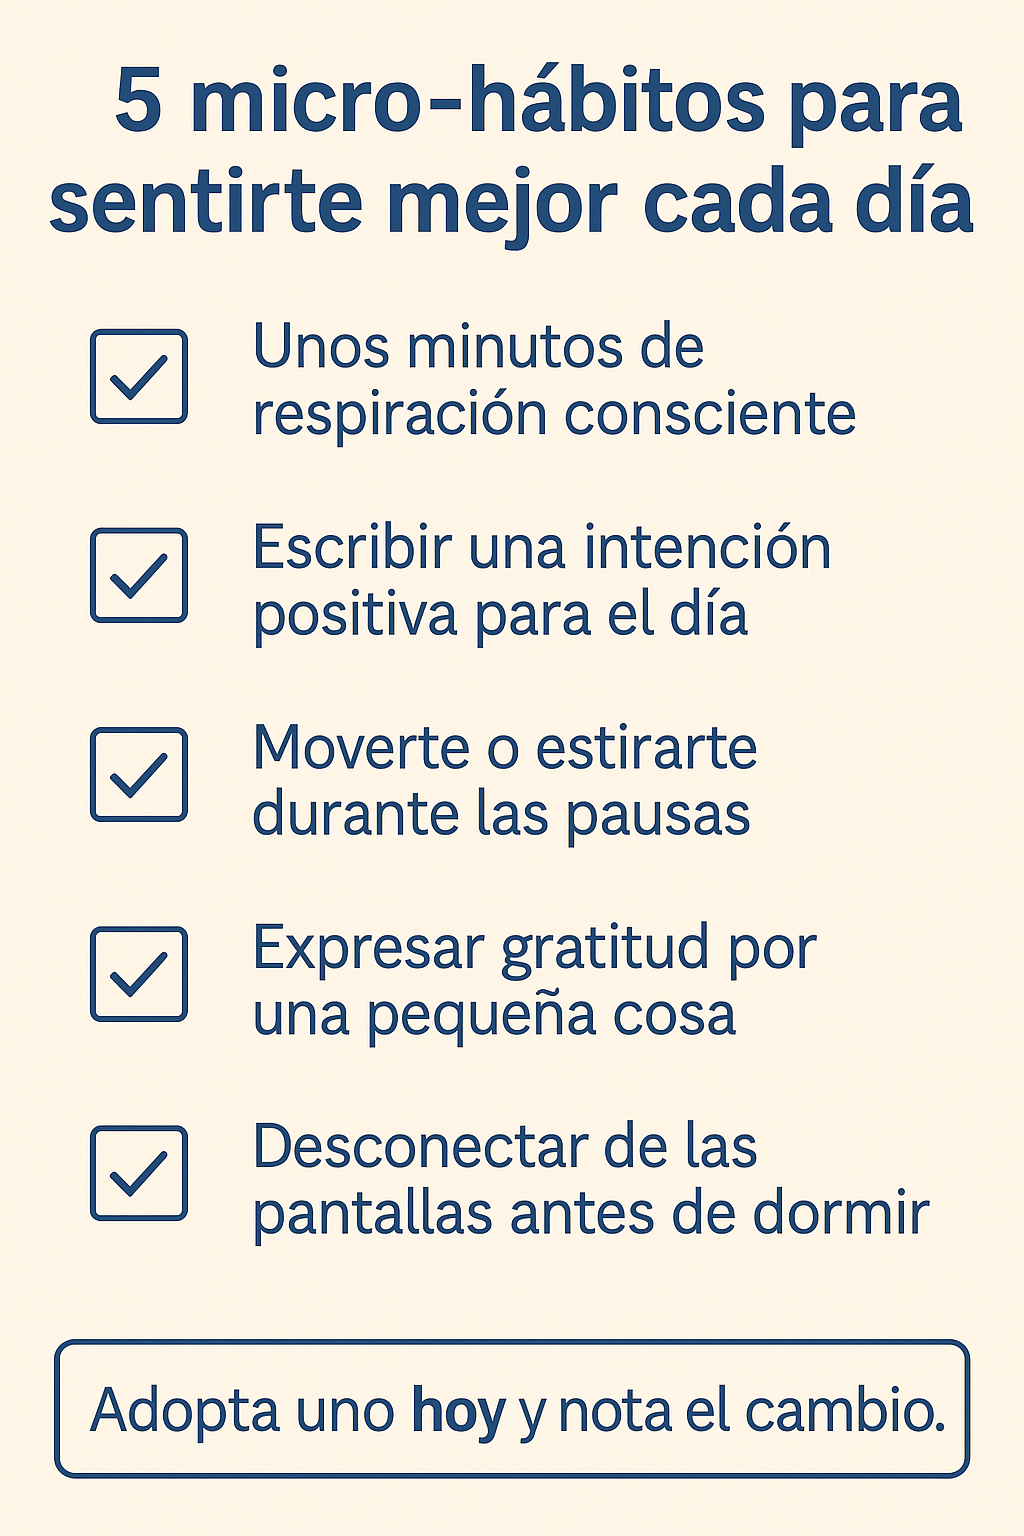 5 micro-hábitos para
sentirte mejor cada día
Unos minutos de
respiración consciente
Escribir una intención
positiva para el día
Moverte o estirarte
durante las pausas
Expresar gratitud por
una pequeña cosa
Desconectar de las
pantallas antes de dormir
Adopta uno hoy y nota el cambio.